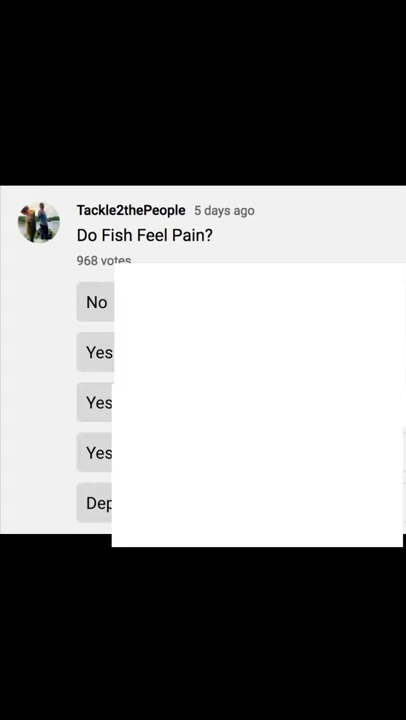 Tackle2thePeople 5 days ago
Do Fish Feel Pain?
968 votes
No
Yes
Yes
Yes